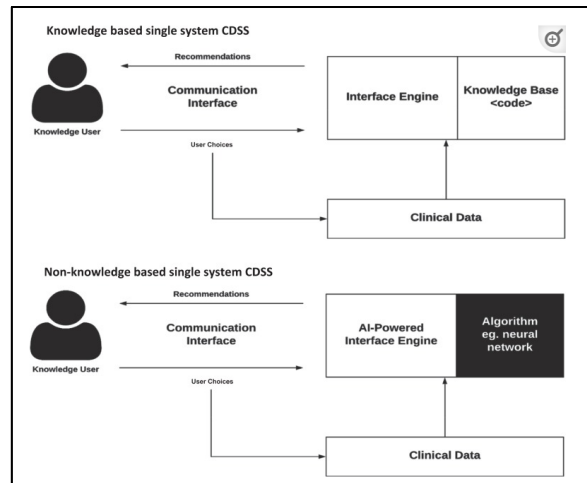 Knowledge based single system CDSS
Recommendations
Communication
Interface
Knowledge User
User Choices
Interface Engine
Knowledge Base
<code>
Clinical Data
Non-knowledge based single system CDSS
Recommendations
Communication
Interface
Knowledge User
User Choices
AI-Powered
Interface Engine
Algorithm
eg. neural
network
Clinical Data